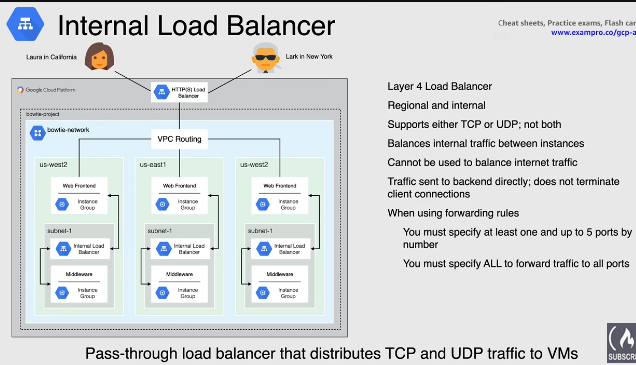 Internal Load Balancer
Cheat sheets, Practice exams, Flash
www.exampro.co/gcp-a
Laura in California
Lark in New York
Google Cloud Platform
HTTP(S) Load
Balancer
bowtie-project
bowtie-network
VPC Routing
us-west2
Web Frontend
Instance
Group
subnet-1
Internal Load
Balancer
Middleware
Instance
Group
us-east1
Web Frontend
Instance
Group
subnet-1
Internal Load
Balancer
Middleware
Instance
Group
us-west2
Web Frontend
Instance
Group
subnet-1
Internal Load
Balancer
Middleware
Instance
Group
Layer 4 Load Balancer
Regional and internal
Supports either TCP or UDP; not both
Balances internal traffic between instances
Cannot be used to balance internet traffic
Traffic sent to backend directly; does not terminate
client connections
When using forwarding rules
You must specify at least one and up to 5 ports by
number
You must specify ALL to forward traffic to all ports
Pass-through load balancer that distributes TCP and UDP traffic to VMs
SUBSCRI